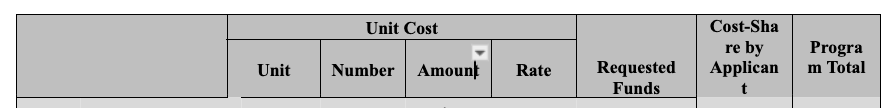 Unit Cost
Unit
Number
Amount
Rate
Requested
Funds
Cost-Sha
re by
Applican
t
Progra
m Total